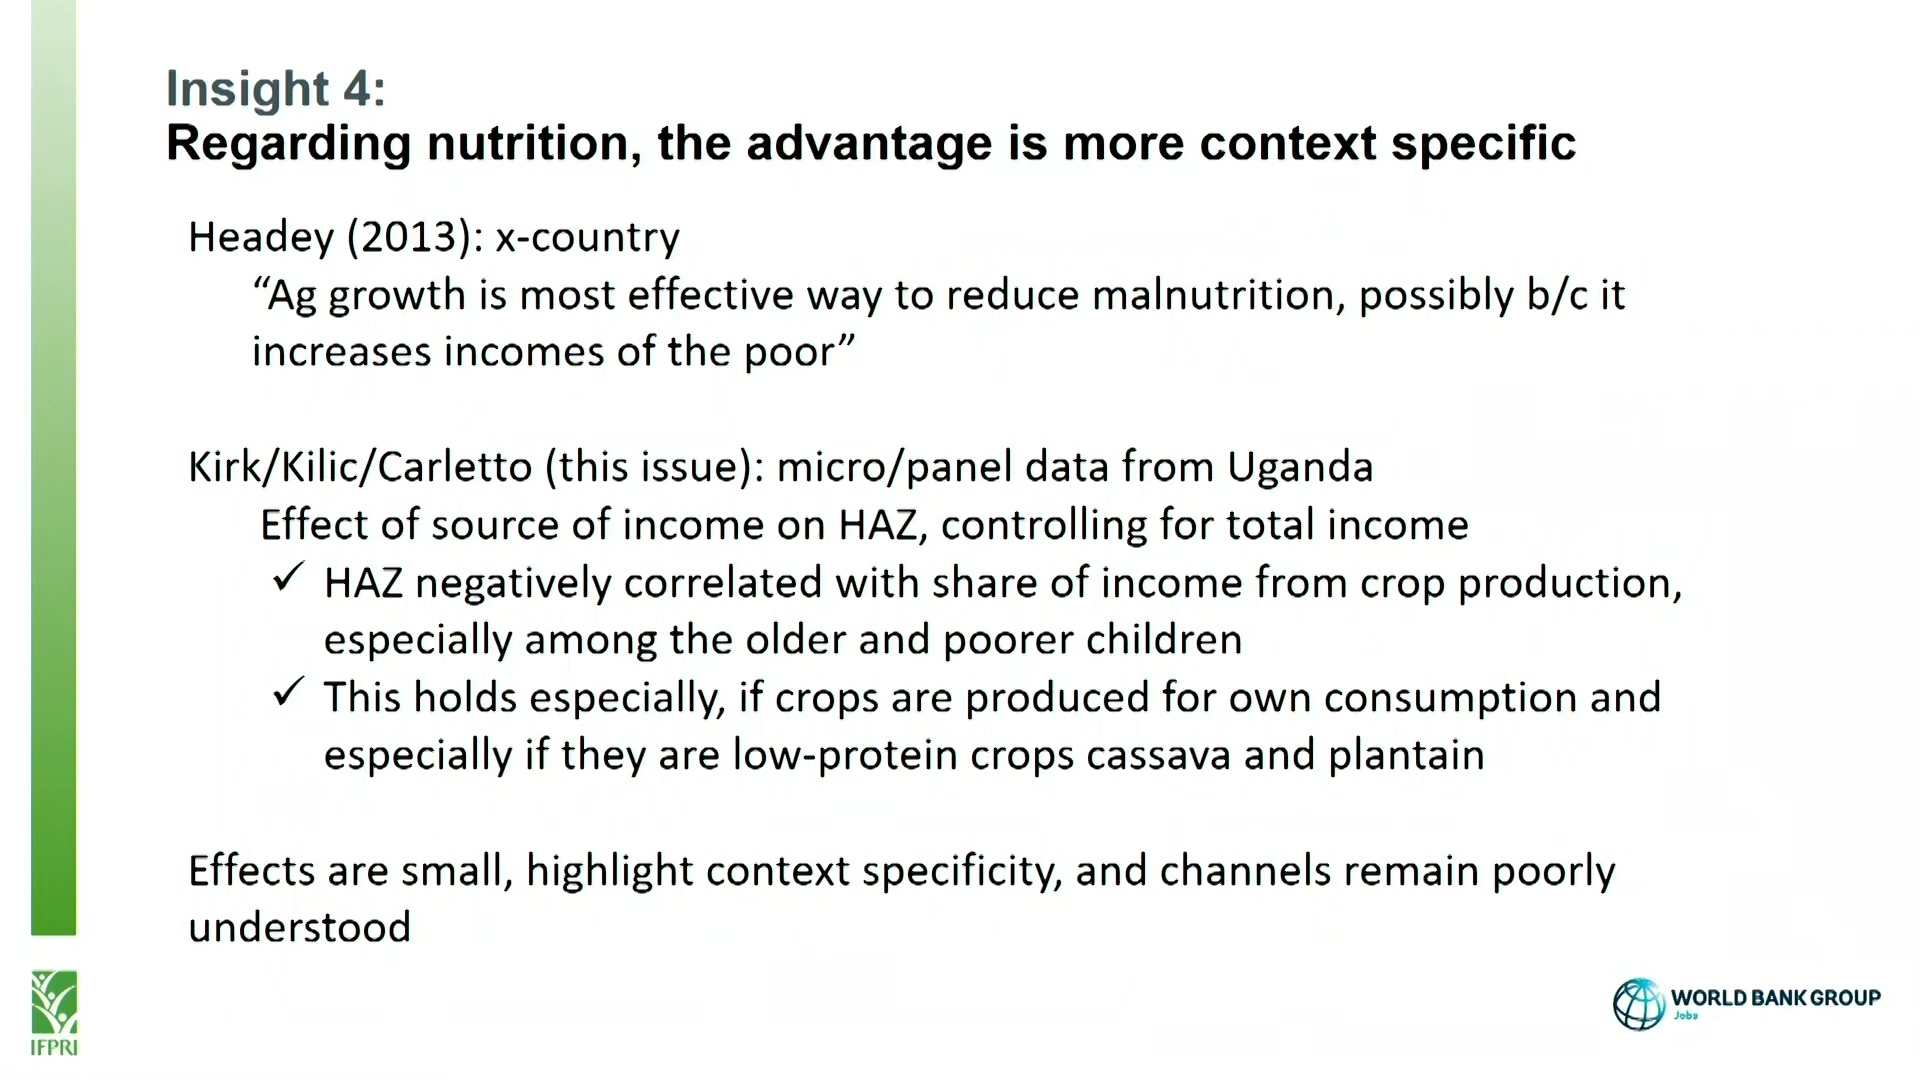 Insight 4:
Regarding nutrition, the advantage is more context specific
Headey (2013): x-country
“Ag growth is most effective way to reduce malnutrition, possibly b/c it
increases incomes of the poor”
Kirk/Kilic/Carletto (this issue): micro/panel data from Uganda
Effect of source of income on HAZ, controlling for total income
✓ HAZ negatively correlated with share of income from crop production,
especially among the older and poorer children
✓ This holds especially, if crops are produced for own consumption and
especially if they are low-protein crops cassava and plantain
Effects are small, highlight context specificity, and channels remain poorly
understood
IFPRI
WORLD BANK GROUP
Jobs